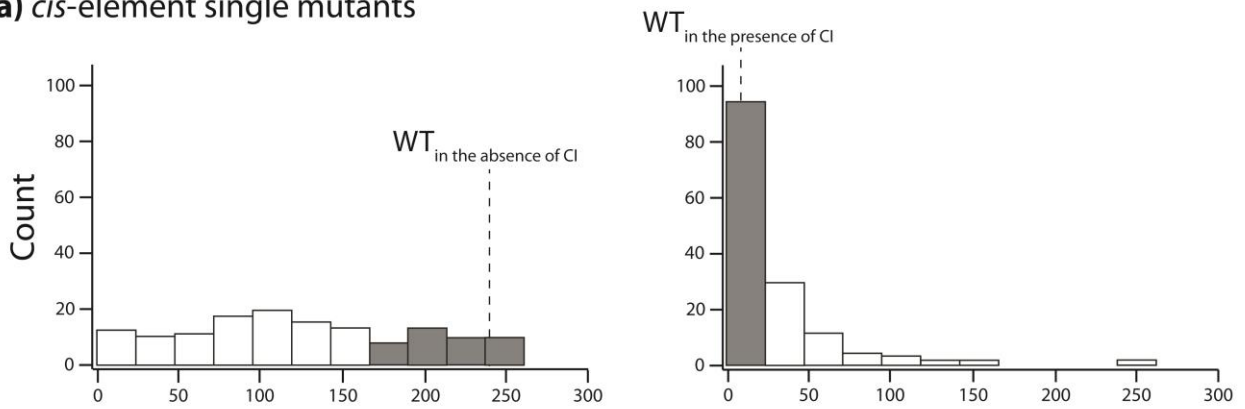 a) cis-element single mutants
WT in the absence of CI
Count
100
80
60
40
20
0
0 50 100 150 200 250 300
WT in the presence of CI
100
80
60
40
20
0
0 50 100 150 200 250 300